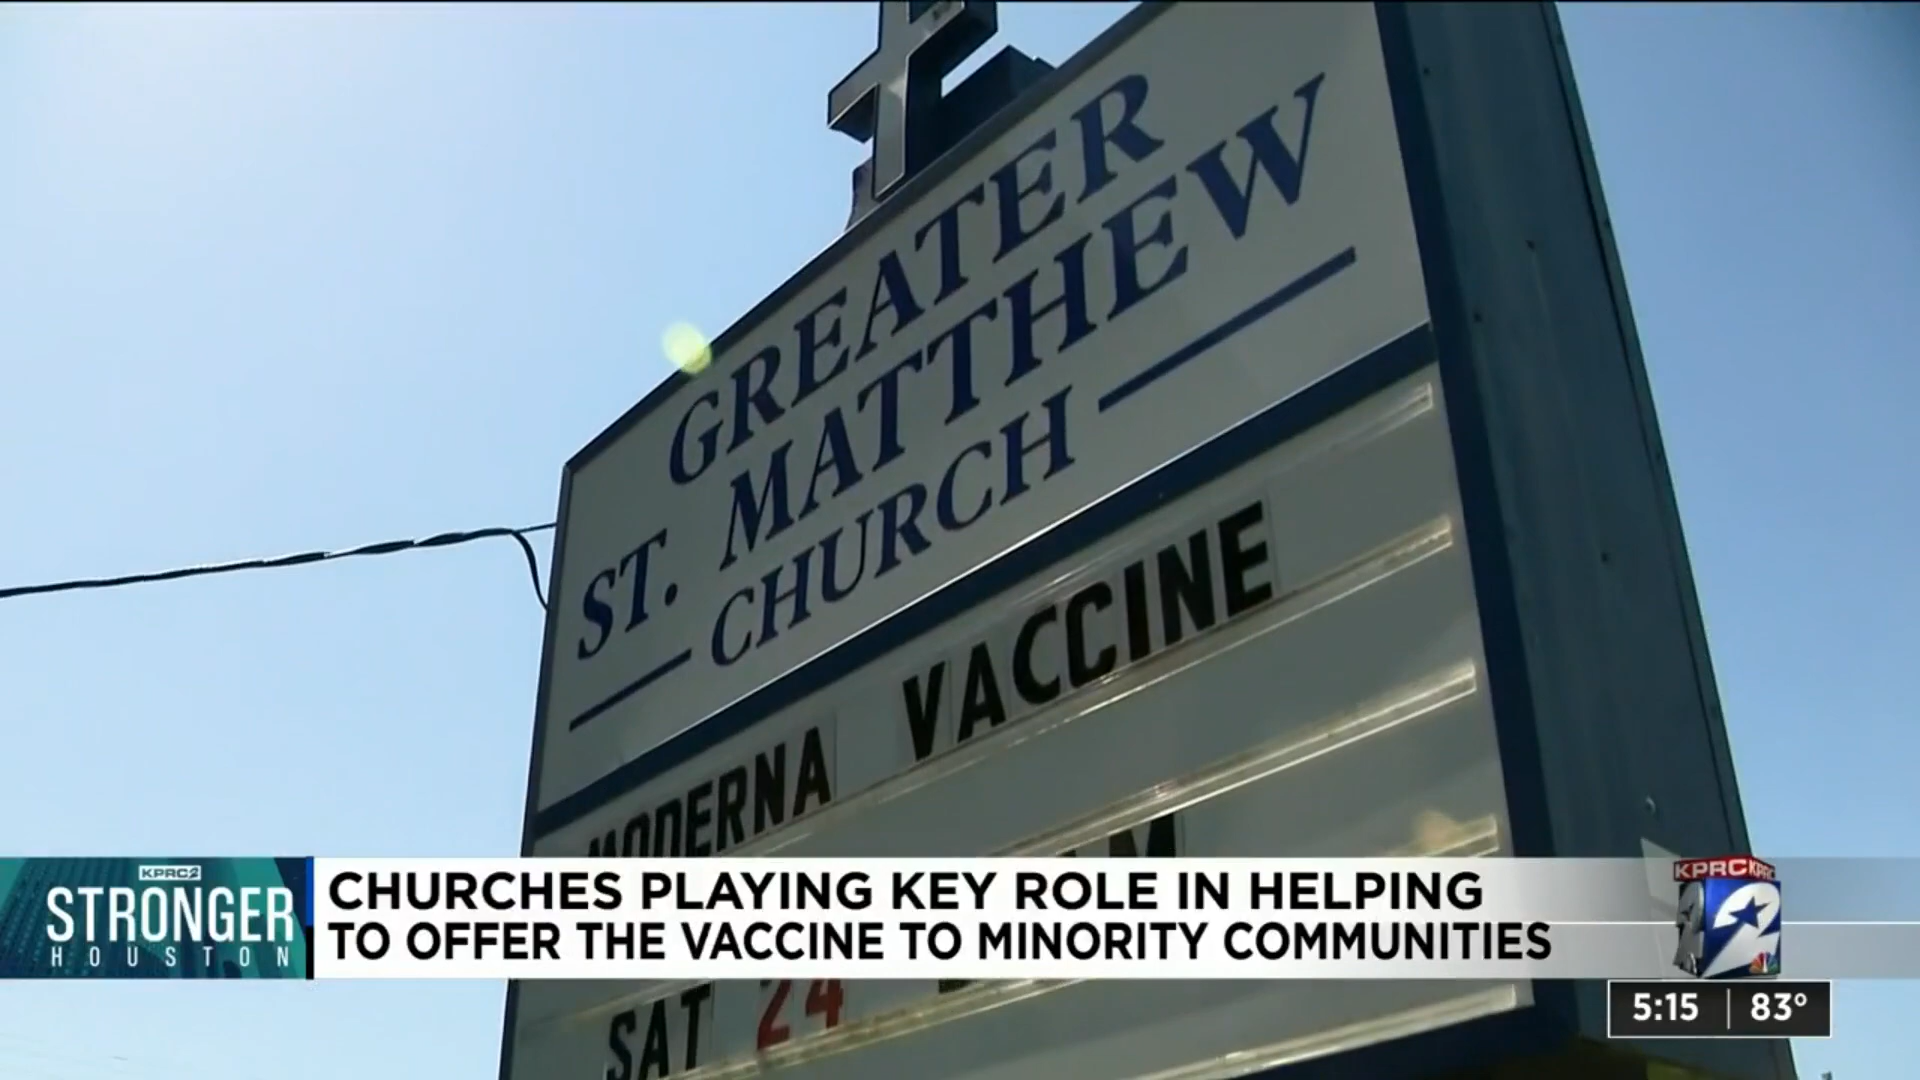 GREATER
ST. MATTHEW
CHURCH
MODERNA VACCINE
KPRC2
STRONGER
HOUSTON
CHURCHES PLAYING KEY ROLE IN HELPING
TO OFFER THE VACCINE TO MINORITY COMMUNITIES
KPRC
2
SAT 24
5:15 83°